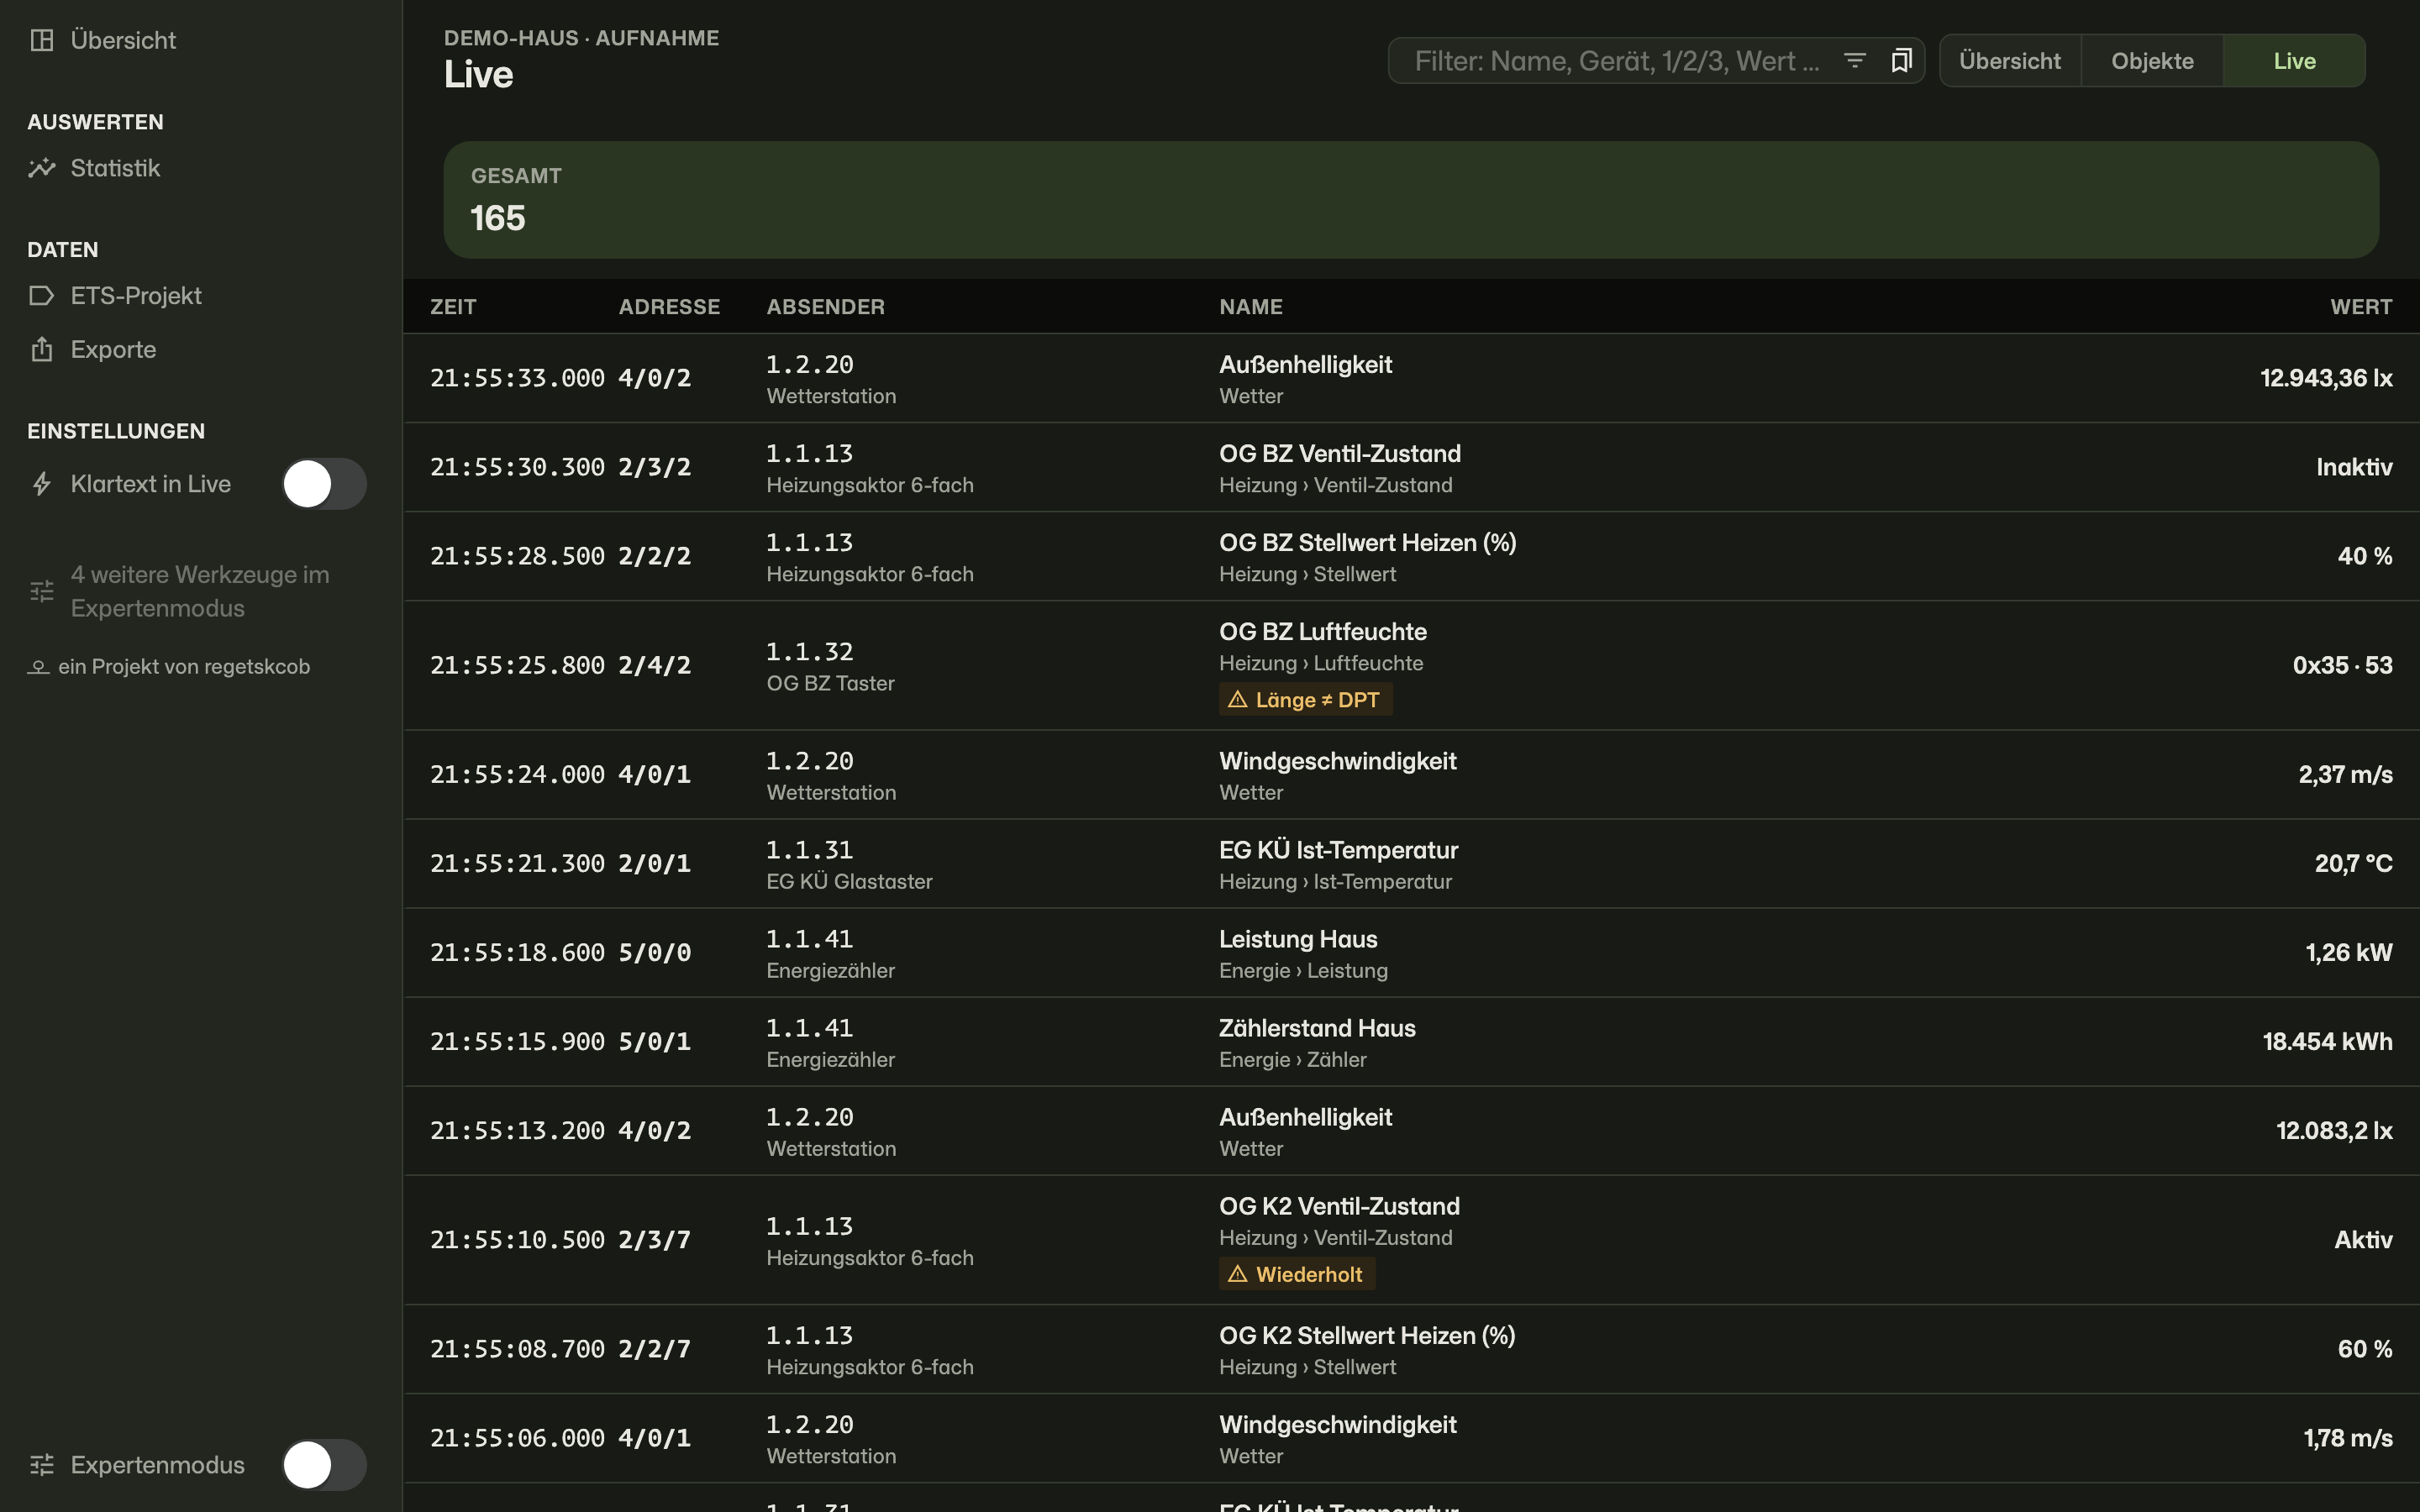 Übersicht
AUSWERTEN
Statistik
DATEN
ETS-Projekt
Exporte
EINSTELLUNGEN
Klartext in Live
4 weitere Werkzeuge im
Expertenmodus
ein Projekt von regetskcob
Expertenmodus
DEMO-HAUS · AUFNAHME
Live
Filter: Name, Gerät, 1/2/3, Wert ...
Übersicht Objekte Live
GESAMT
165
ZEIT ADRESSE ABSENDER NAME WERT
21:55:33.000 4/0/2 1.2.20 Außenhelligkeit 12.943,36 lx
Wetterstation Wetter
21:55:30.300 2/3/2 1.1.13 OG BZ Ventil-Zustand Inaktiv
Heizungsaktor 6-fach Heizung › Ventil-Zustand
21:55:28.500 2/2/2 1.1.13 OG BZ Stellwert Heizen (%) 40 %
Heizungsaktor 6-fach Heizung › Stellwert
21:55:25.800 2/4/2 1.1.32 OG BZ Luftfeuchte 0x35 · 53
OG BZ Taster Heizung › Luftfeuchte
Länge ≠ DPT
21:55:24.000 4/0/1 1.2.20 Windgeschwindigkeit 2,37 m/s
Wetterstation Wetter
21:55:21.300 2/0/1 1.1.31 EG KÜ Ist-Temperatur 20,7 °C
EG KÜ Glastaster Heizung › Ist-Temperatur
21:55:18.600 5/0/0 1.1.41 Leistung Haus 1,26 kW
Energiezähler Energie › Leistung
21:55:15.900 5/0/1 1.1.41 Zählerstand Haus 18.454 kWh
Energiezähler Energie › Zähler
21:55:13.200 4/0/2 1.2.20 Außenhelligkeit 12.083,2 lx
Wetterstation Wetter
21:55:10.500 2/3/7 1.1.13 OG K2 Ventil-Zustand Aktiv
Heizungsaktor 6-fach Heizung › Ventil-Zustand
Wiederholt
21:55:08.700 2/2/7 1.1.13 OG K2 Stellwert Heizen (%) 60 %
Heizungsaktor 6-fach Heizung › Stellwert
21:55:06.000 4/0/1 1.2.20 Windgeschwindigkeit 1,78 m/s
Wetterstation Wetter
1.1.31 EG KÜ Ist-Temperatur